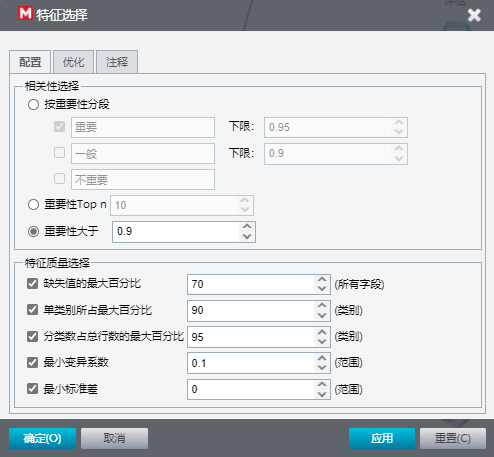 特征选择
配置 优化 注释
相关性选择
按重要性分段
重要 下限: 0.95
一般 下限: 0.9
不重要
重要性Top n 10
重要性大于 0.9
特征质量选择
缺失值的最大百分比 70 (所有字段)
单类别所占最大百分比 90 (类别)
分类数占总行数的最大百分比 95 (类别)
最小变异系数 0.1 (范围)
最小标准差 0 (范围)
确定(O) 取消 应用 重置(C)